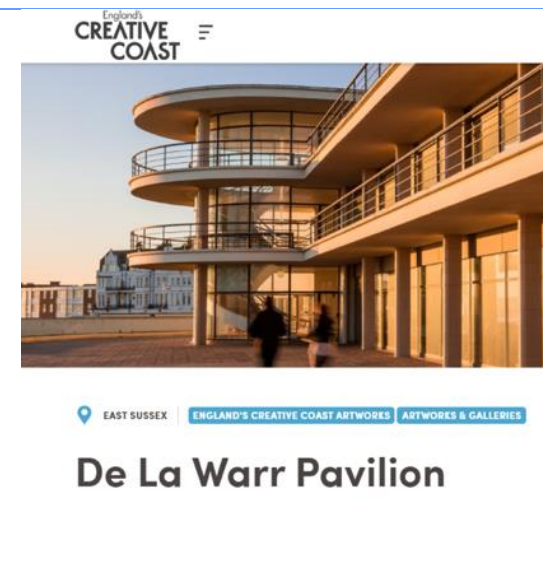 England's
CREATIVE
COAST
EAST SUSSEX ENGLAND'S CREATIVE COAST ARTWORKS ARTWORKS & GALLERIES
De La Warr Pavilion